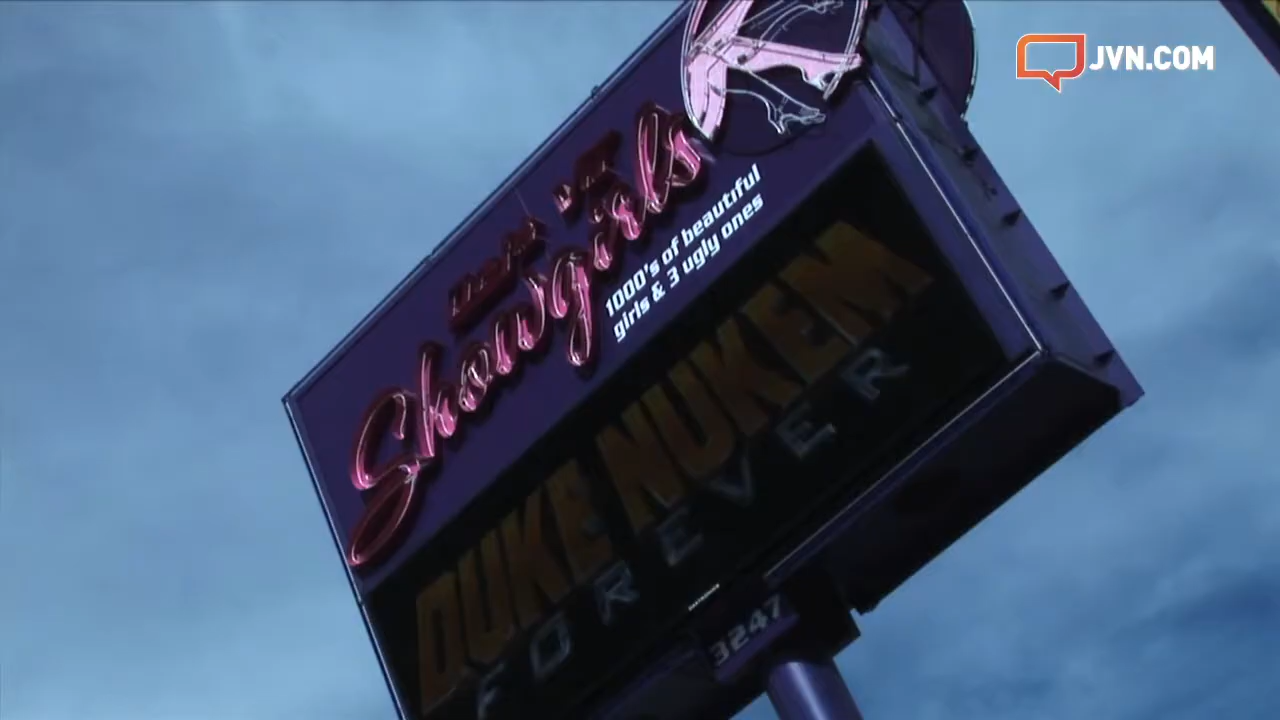 JVN.COM
Showgirls
1000's of beautiful
girls & 3 ugly ones
DUKE NUKEM
FOREVER
3247